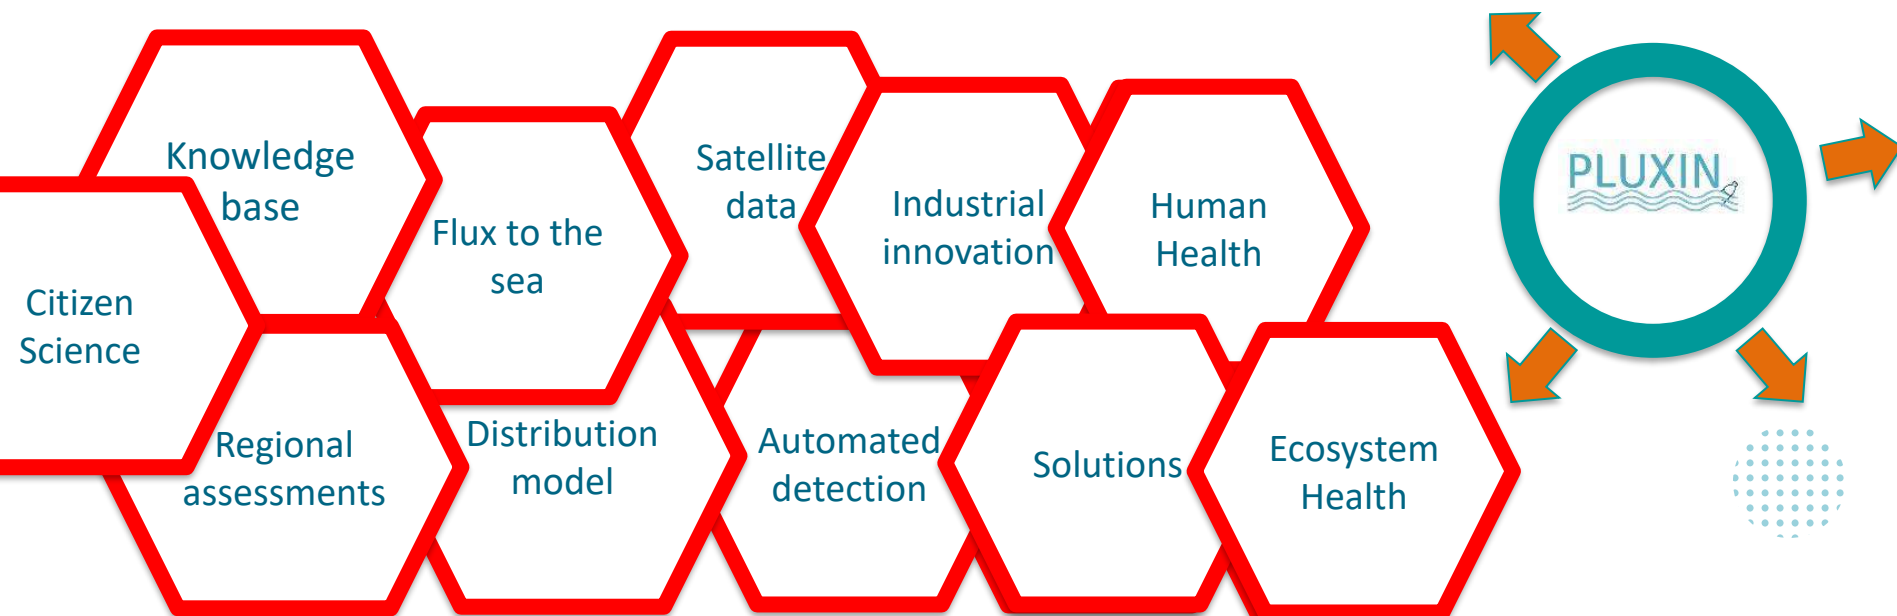 Knowledge
base
Citizen
Science
Flux to the
sea
Satellite
data
Industrial
innovation
Human
Health
Regional
assessments
Distribution
model
Automated
detection
Solutions
Ecosystem
Health
PLUXIN